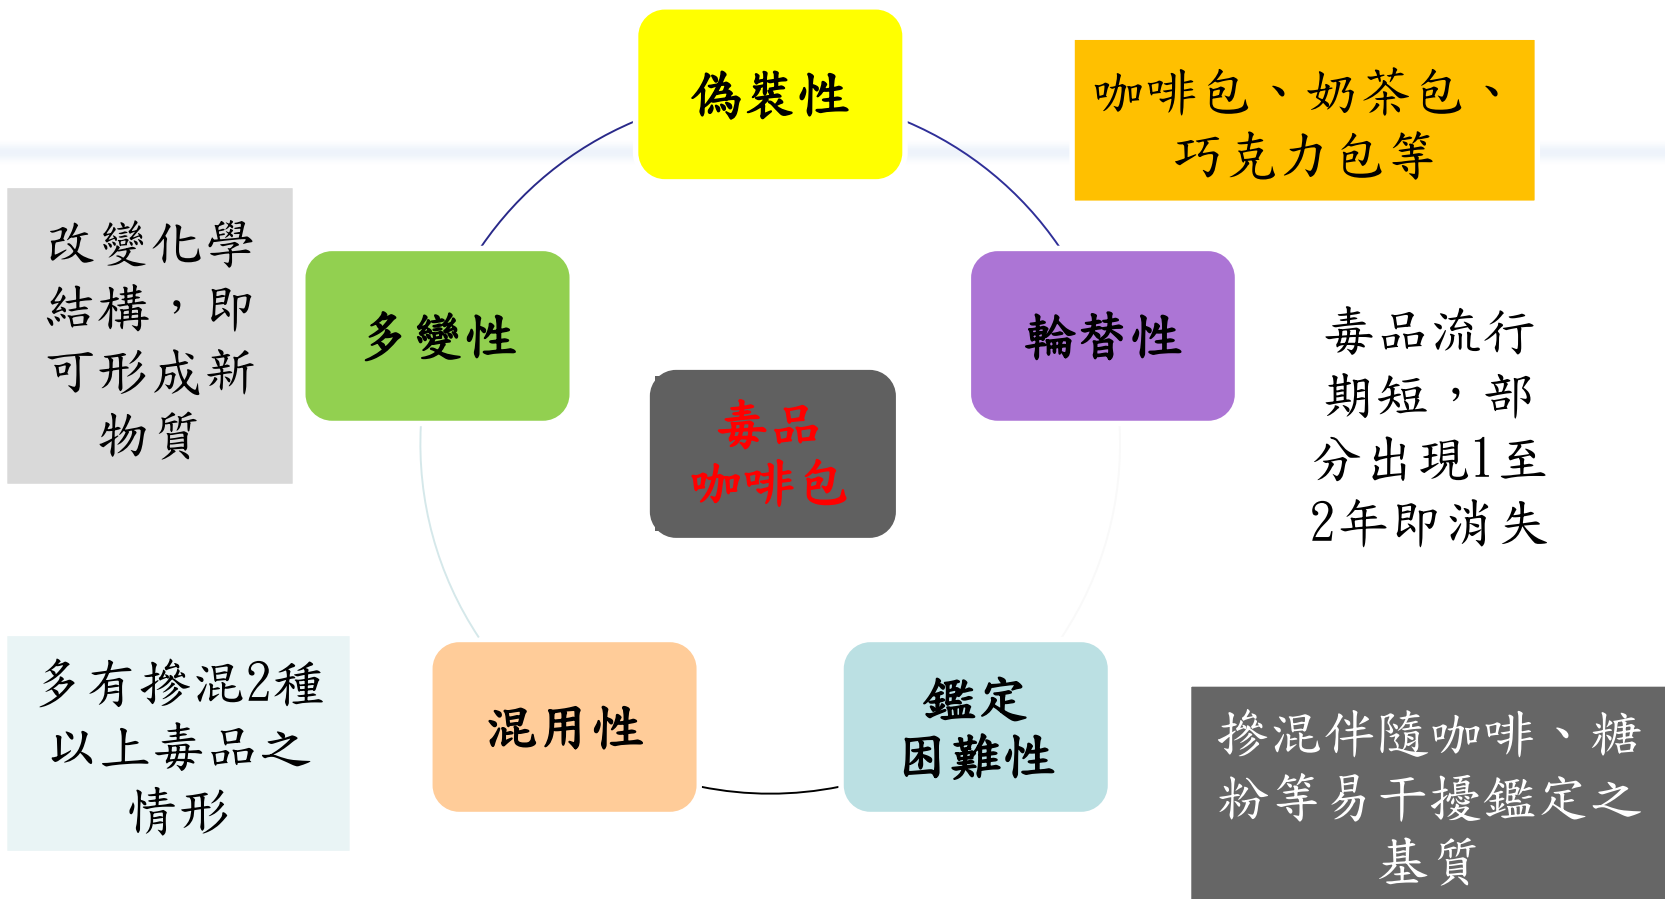 偽裝性
咖啡包、奶茶包、
巧克力包等
改變化學
結構，即
可形成新
物質
多變性
輪替性
毒品流行
期短，部
分出現1至
2年即消失
毒品
咖啡包
多有摻混2種
以上毒品之
情形
混用性
鑑定
困難性
摻混伴隨咖啡、糖
粉等易干擾鑑定之
基質